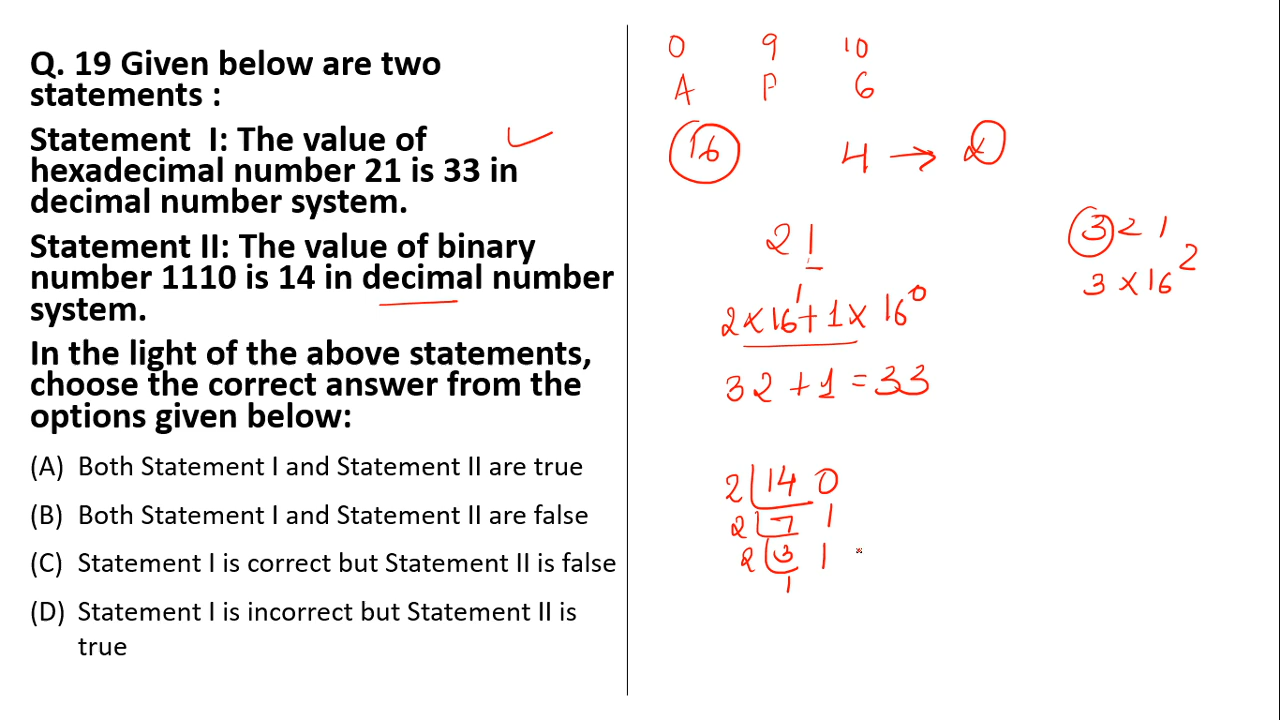 Q. 19 Given below are two
statements :
Statement I: The value of
hexadecimal number 21 is 33 in
decimal number system.
Statement II: The value of binary
number 1110 is 14 in decimal number
system.
In the light of the above statements,
choose the correct answer from the
options given below:
(A) Both Statement I and Statement II are true
(B) Both Statement I and Statement II are false
(C) Statement I is correct but Statement II is false
(D) Statement I is incorrect but Statement II is
true
0 9 10
A
16 4 →
21
2×16¹+1×16⁰
32+1=33
321
3×16²
2 14 0
2 7 1
2 3 1
1